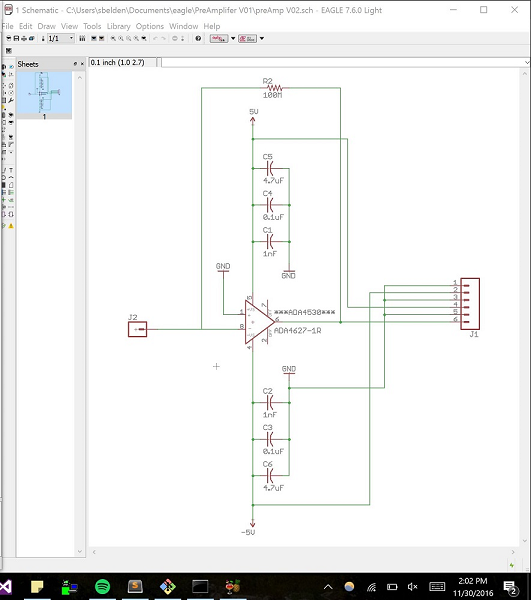 1 Schematic - C:\Users\sbelden\Documents\eagle\PreAmplifer V01\preAmp V02.sch - EAGLE 7.6.0 Light
File Edit Draw View Tools Library Options Window Help
1/1
Sheets
0.1 inch (1.0 2.7)
1
R2
100M
5V
C5
4.7uF
C4
0.1uF
C1
1nF
GND
GND
J2
***ADA4530***
ADA4627-1R
1
8
5
7
6
4
2
1
2
3
4
5
6
J1
GND
C2
1nF
C3
0.1uF
C6
4.7uF
-5V
2:02 PM
11/30/2016
2